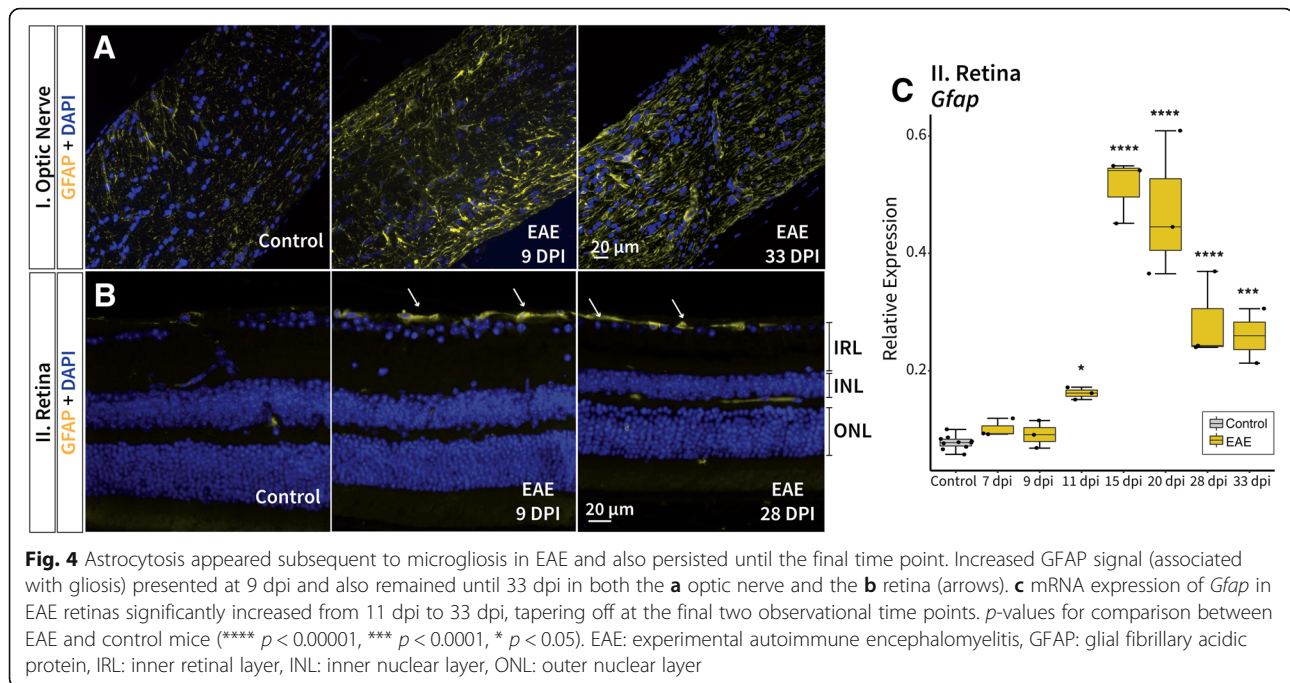 I. Optic Nerve
GFAP + DAPI
A
Control
EAE
9 DPI
EAE
33 DPI
20 µm
II. Retina
GFAP + DAPI
B
Control
EAE
9 DPI
EAE
28 DPI
20 µm
IRL
INL
ONL
C
II. Retina
Gfap
Relative Expression
0.6
0.4
0.2
*
****
****
****
***
Control
EAE
Control 7 dpi 9 dpi 11 dpi 15 dpi 20 dpi 28 dpi 33 dpi
Fig. 4 Astrocytosis appeared subsequent to microgliosis in EAE and also persisted until the final time point. Increased GFAP signal (associated
with gliosis) presented at 9 dpi and also remained until 33 dpi in both the a optic nerve and the b retina (arrows). c mRNA expression of Gfap in
EAE retinas significantly increased from 11 dpi to 33 dpi, tapering off at the final two observational time points. p-values for comparison between
EAE and control mice (**** p < 0.00001, *** p < 0.0001, * p < 0.05). EAE: experimental autoimmune encephalomyelitis, GFAP: glial fibrillary acidic
protein, IRL: inner retinal layer, INL: inner nuclear layer, ONL: outer nuclear layer